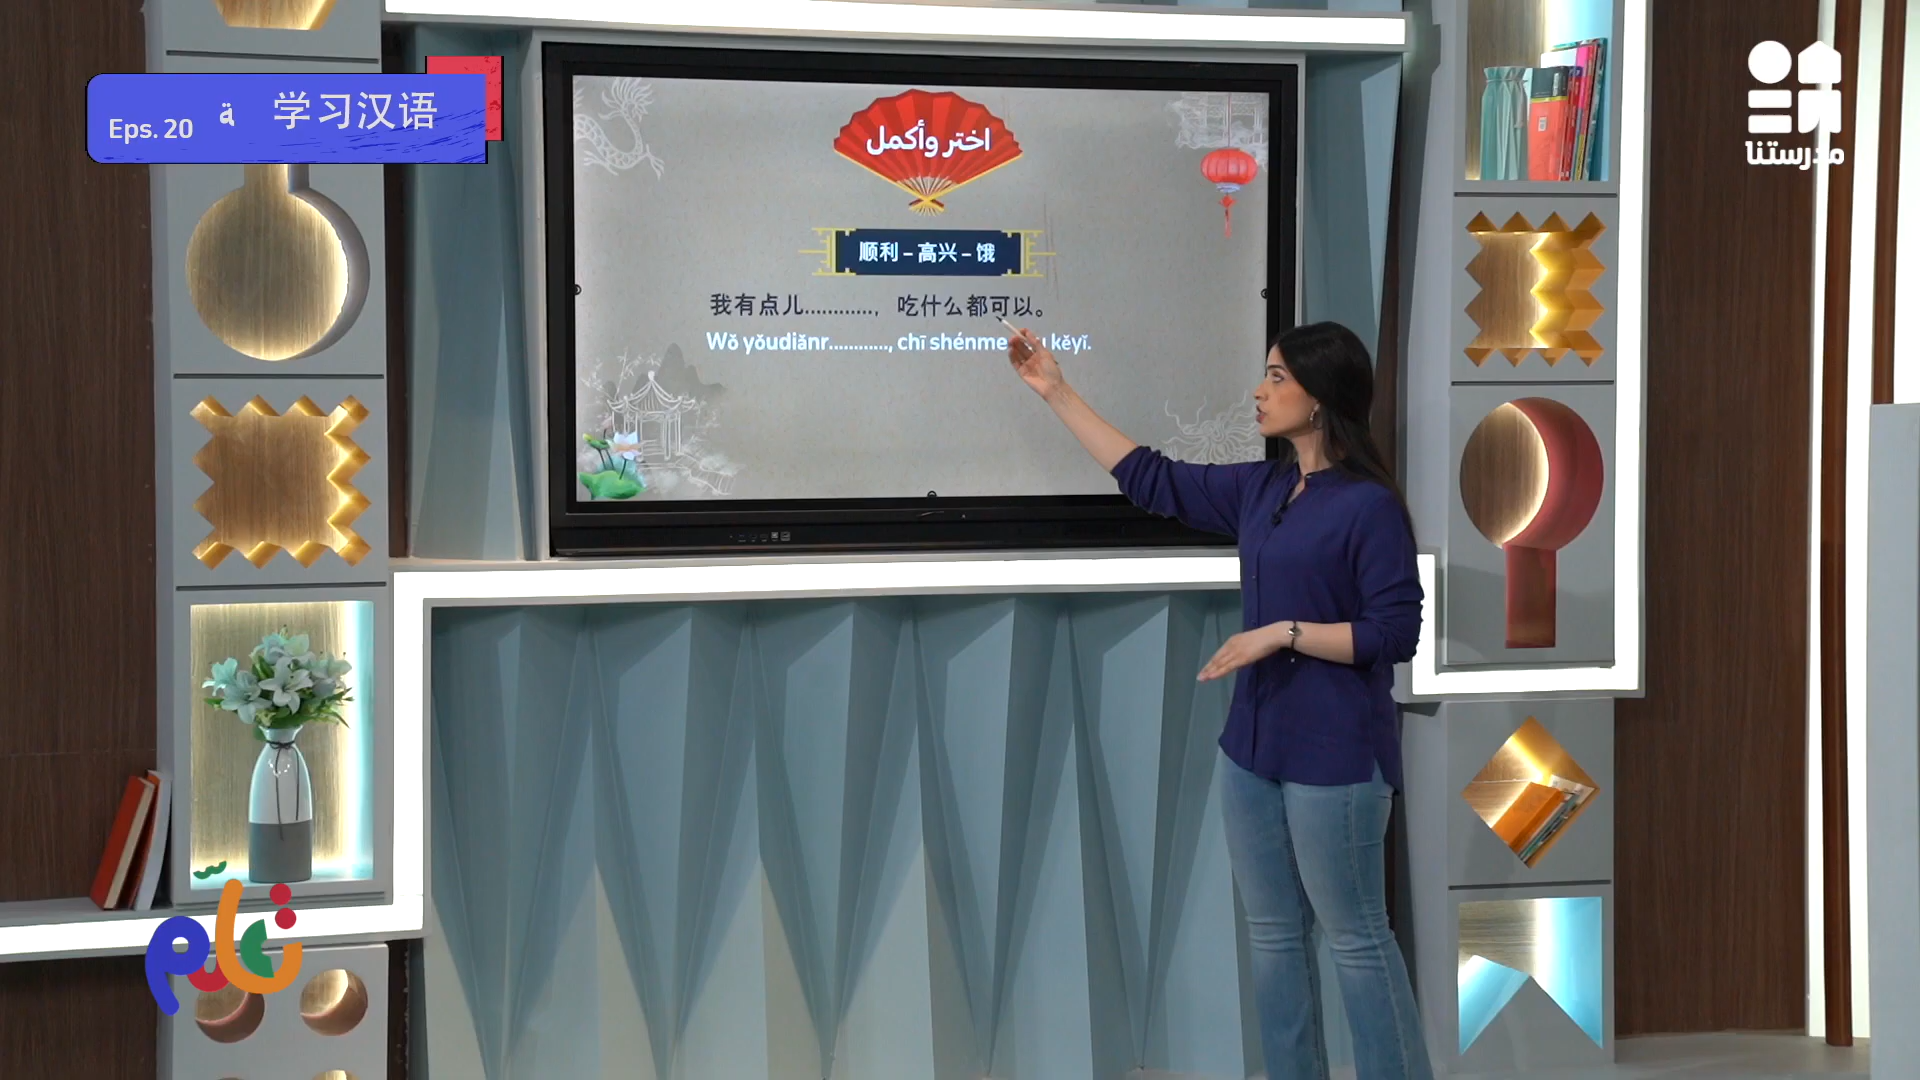 Eps. 20
ä 学习汉语
مدرستنا
اختر وأكمل
顺利 – 高兴 – 饿
我有点儿............, 吃什么都可以。
Wǒ yǒudiǎnr............, chī shénme kěyǐ.